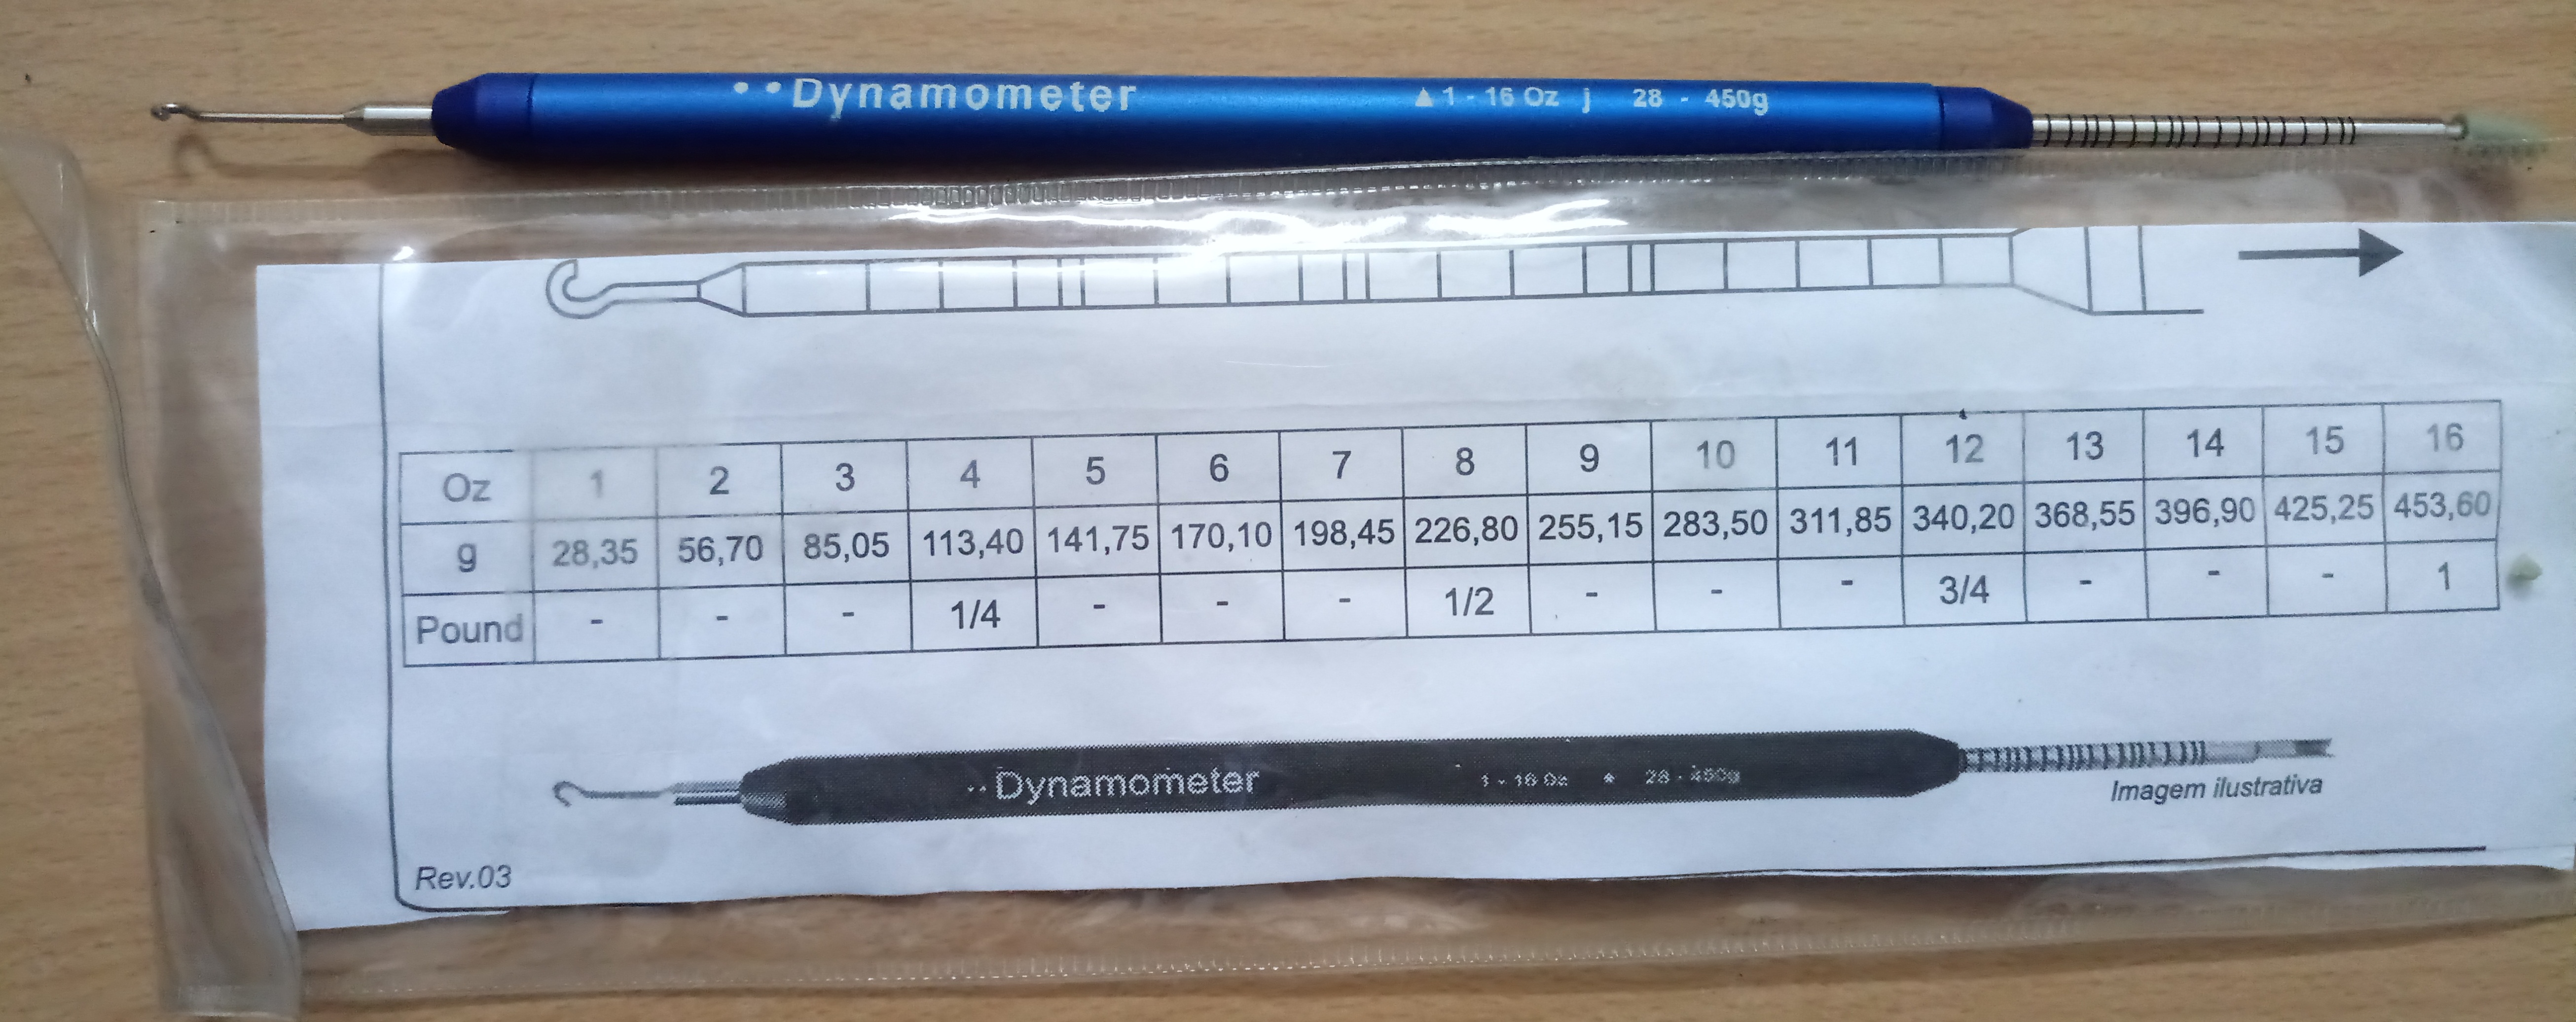 Dynamometer ▲ 1 - 16 Oz j 28 - 450g
Oz 1 2 3 4 5 6 7 8 9 10 11 12 13 14 15 16
g 28,35 56,70 85,05 113,40 141,75 170,10 198,45 226,80 255,15 283,50 311,85 340,20 368,55 396,90 425,25 453,60
Pound - - - 1/4 - - - 1/2 - - - 3/4 - - - 1
Dynamometer 1 - 16 Oz 28 - 450g
Imagem ilustrativa
Rev.03